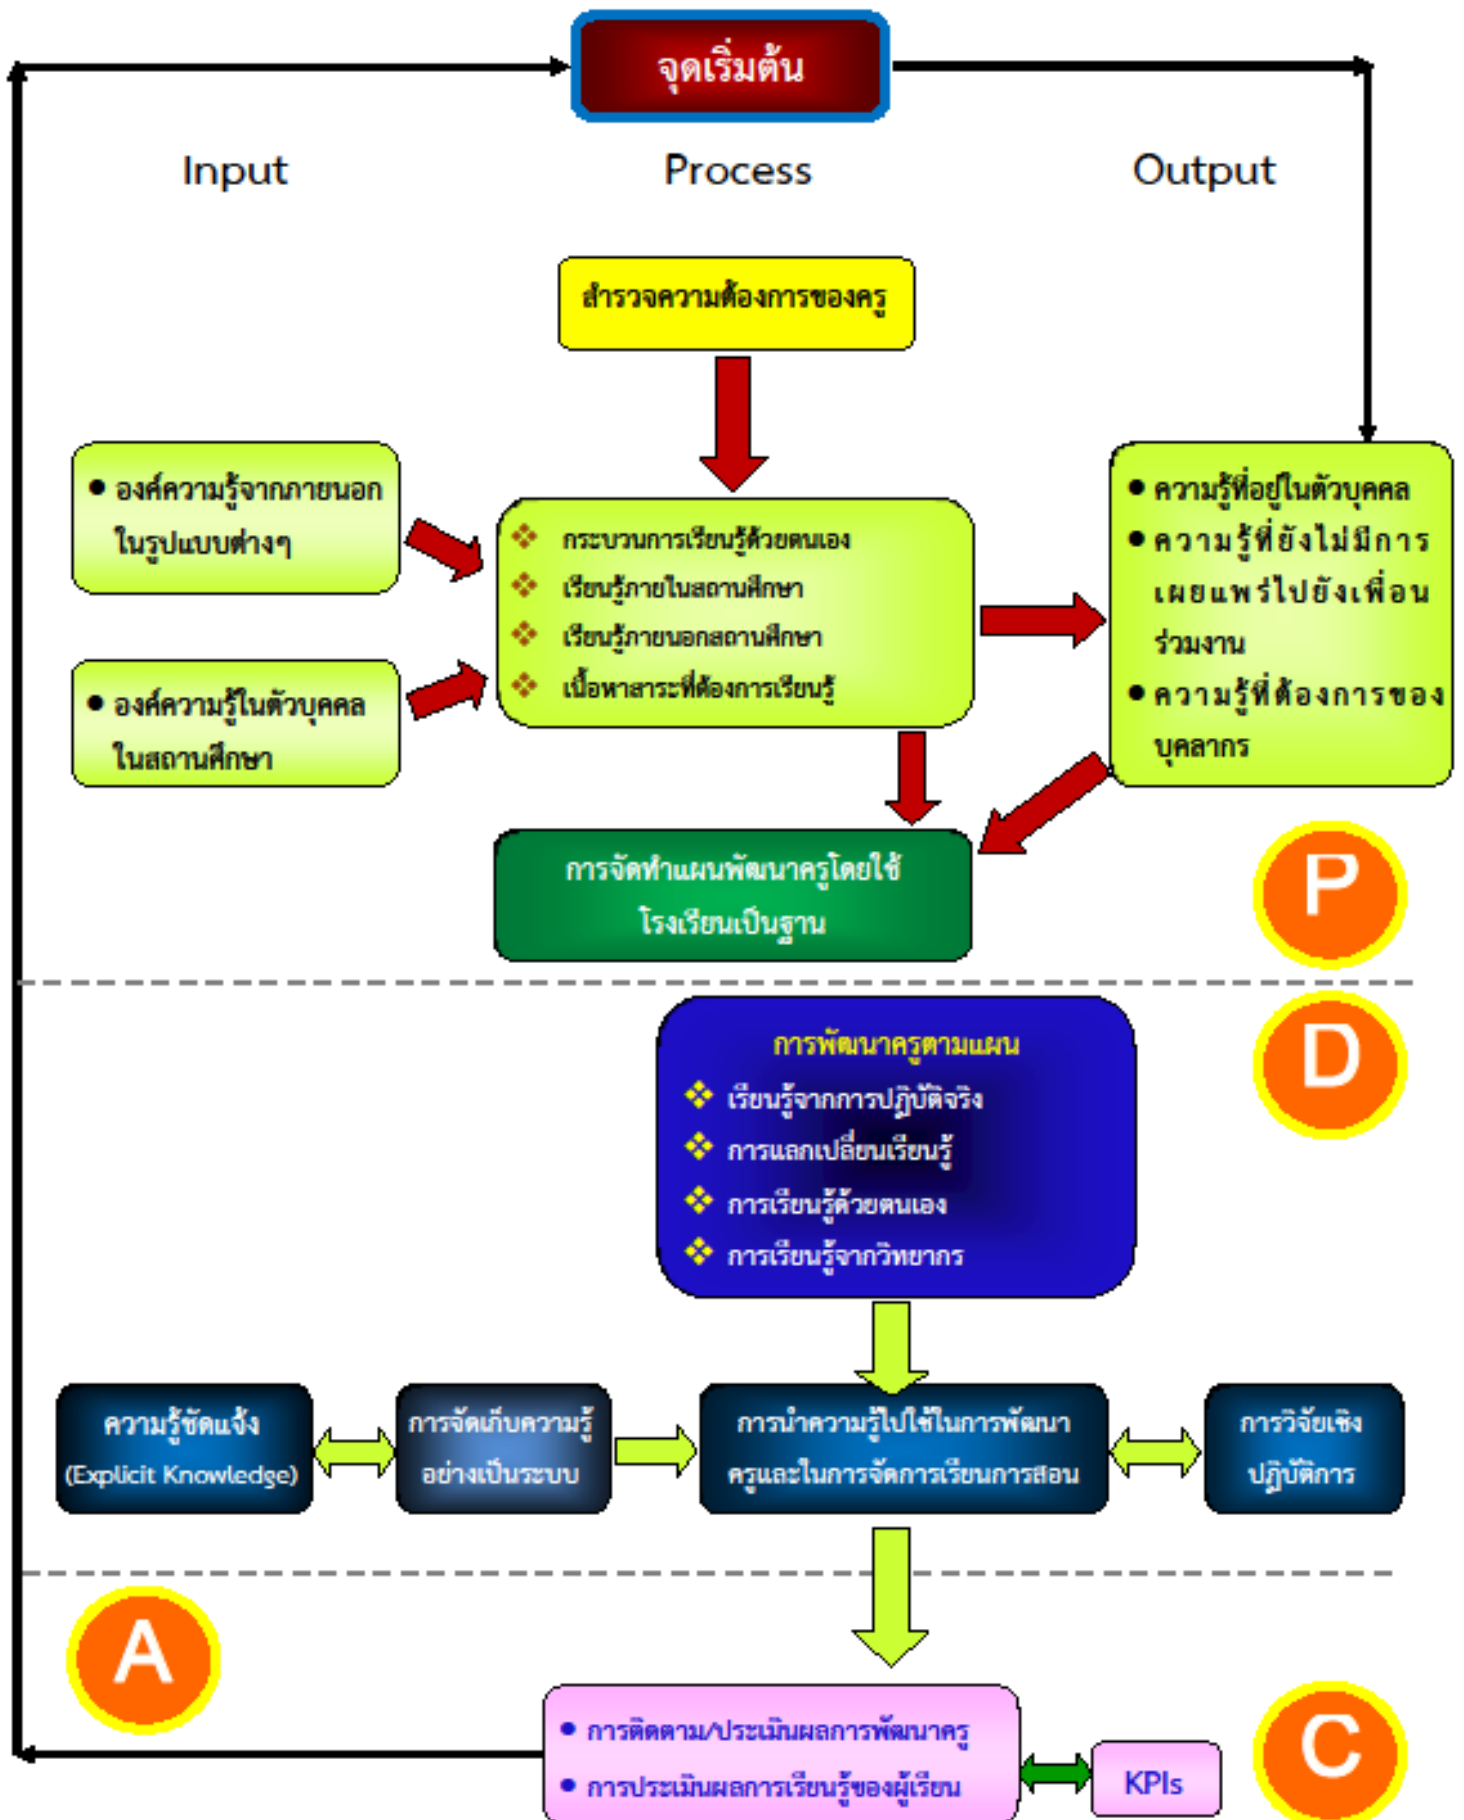 จุดเริ่มต้น
Input
Process
Output
สำรวจความต้องการของครู
● องค์ความรู้จากภายนอก
ในรูปแบบต่างๆ
● องค์ความรู้ในตัวบุคคล
ในสถานศึกษา
❖ กระบวนการเรียนรู้ด้วยตนเอง
❖ เรียนรู้ภายในสถานศึกษา
❖ เรียนรู้ภายนอกสถานศึกษา
❖ เนื้อหาสาระที่ต้องการเรียนรู้
● ความรู้ที่อยู่ในตัวบุคคล
● ความรู้ที่ยังไม่มีการ
เผยแพร่ไปยังเพื่อน
ร่วมงาน
● ความรู้ที่ต้องการของ
บุคลากร
การจัดทำแผนพัฒนาครูโดยใช้
โรงเรียนเป็นฐาน
P
D
การพัฒนาครูตามแผน
❖ เรียนรู้จากการปฏิบัติจริง
❖ การแลกเปลี่ยนเรียนรู้
❖ การเรียนรู้ด้วยตนเอง
❖ การเรียนรู้จากวิทยากร
ความรู้ชัดแจ้ง
(Explicit Knowledge)
การจัดเก็บความรู้
อย่างเป็นระบบ
การนำความรู้ไปใช้ในการพัฒนา
ครูและในการจัดการเรียนการสอน
การวิจัยเชิง
ปฏิบัติการ
A
● การติดตาม/ประเมินผลการพัฒนาครู
● การประเมินผลการเรียนรู้ของผู้เรียน
KPIs
C